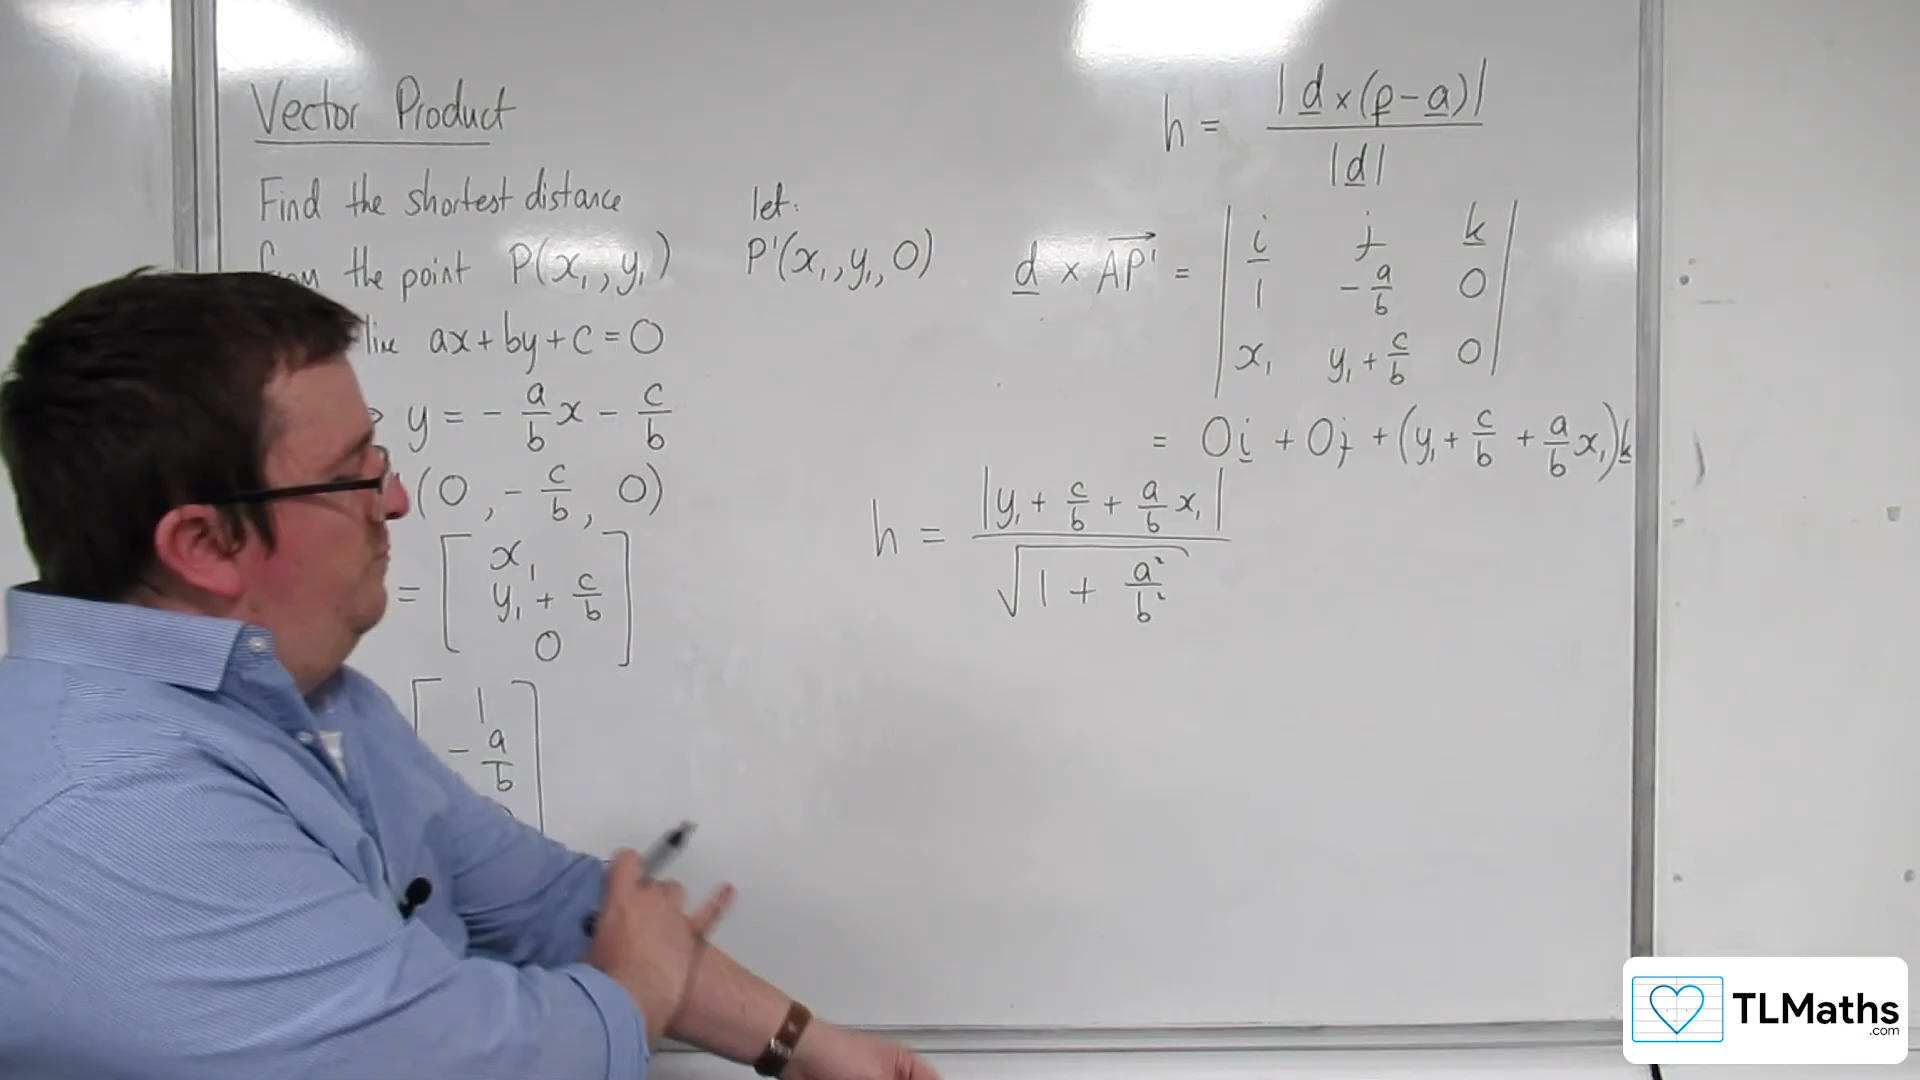 Vector Product
Find the shortest distance
the point P(x₁, y₁)
line ax + by + c = 0
y = -a/b x - c/b
(0, -c/b, 0)
= [x₁
y₁ + c/b
0]
[1
-a/b
let:
P'(x₁, y₁, 0)
h = |d × (p - a)| / |d|
d × AP' = | i j k
1 -a/b 0
x₁ y₁ + c/b 0 |
= 0i + 0j + (y₁ + c/b + a/b x₁)k
h = |y₁ + c/b + a/b x₁| / √(1 + a²/b²)
TLMaths
.com